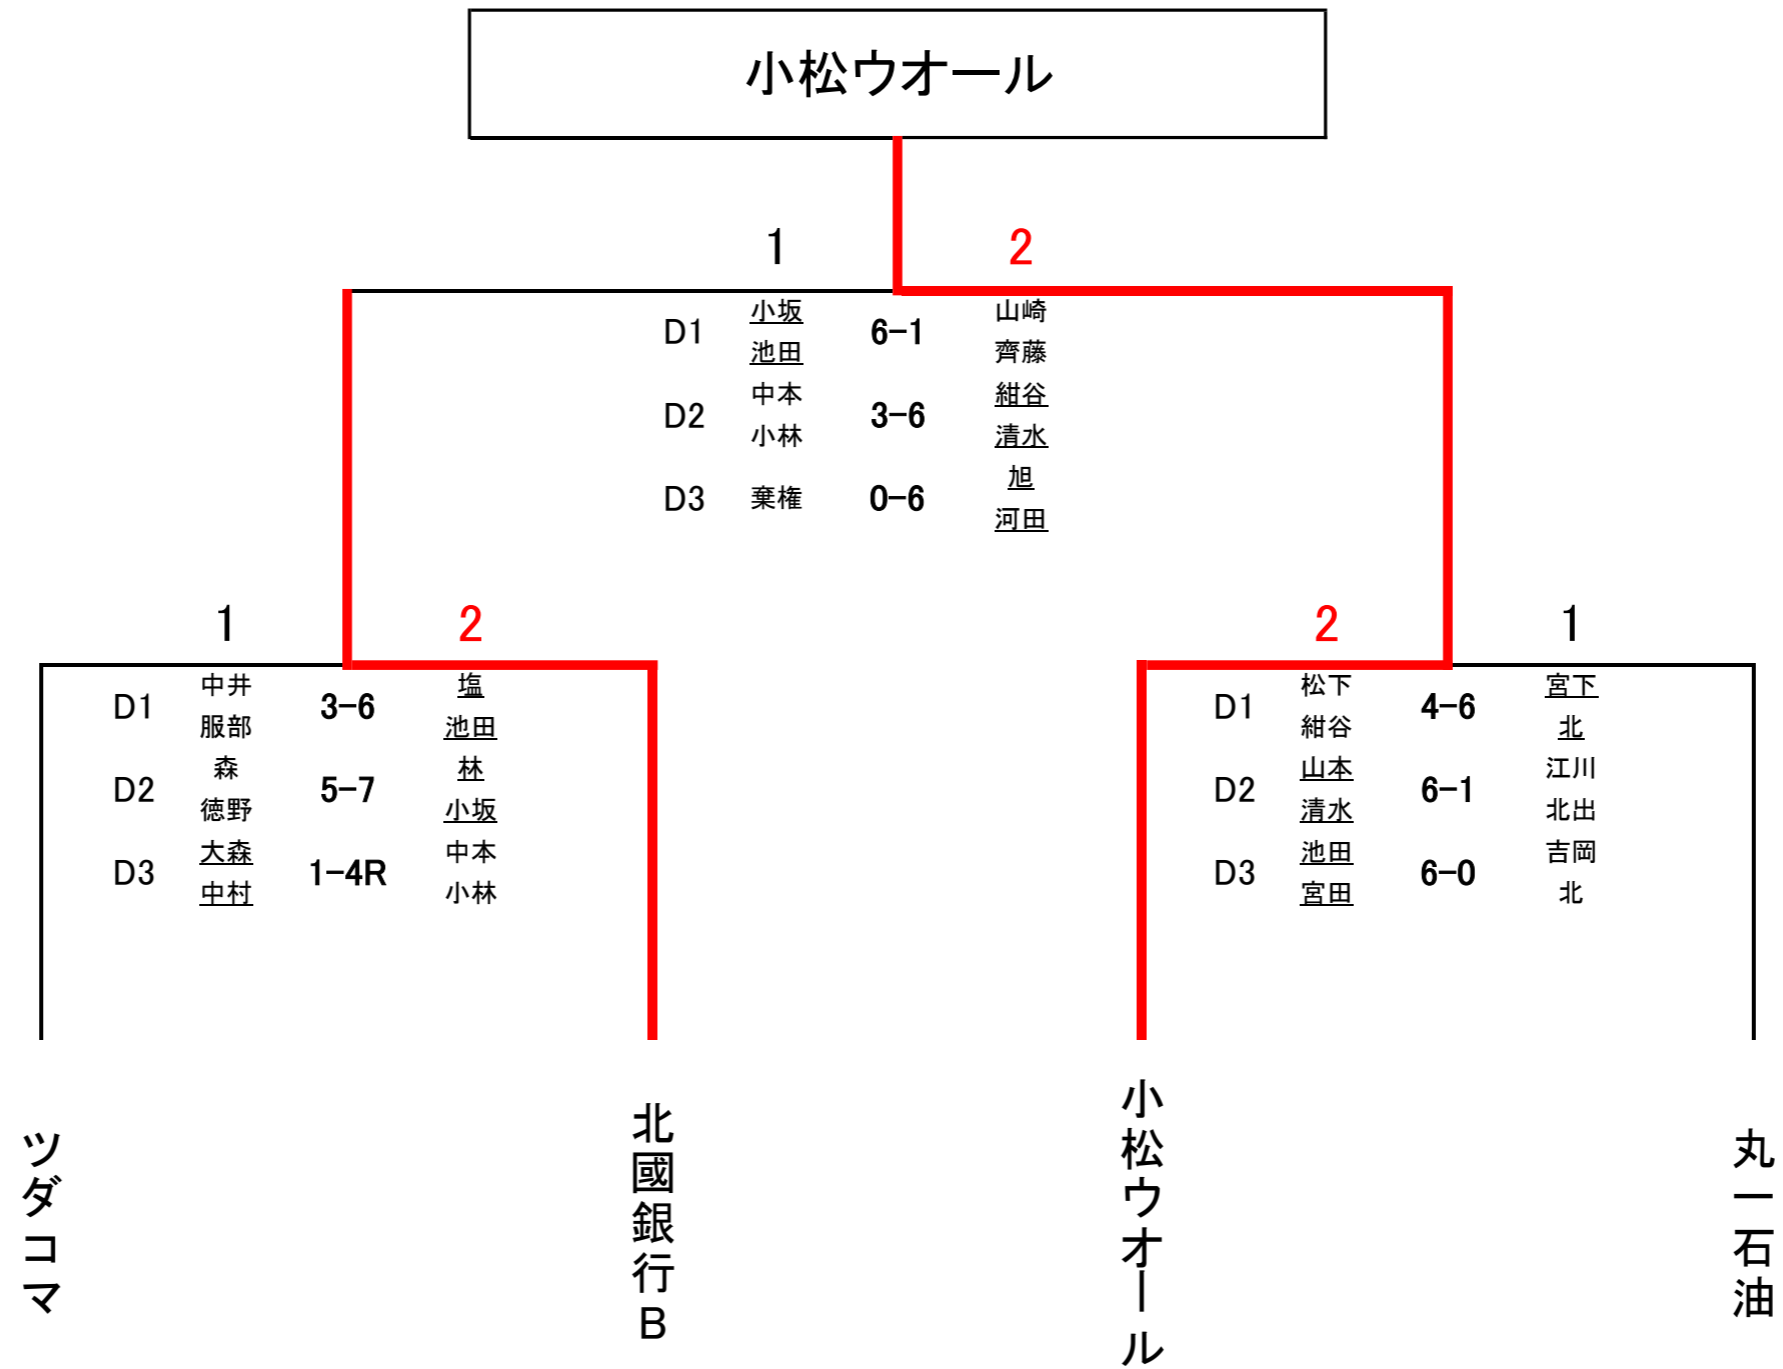 小松ウオール
1 2
D1 小坂 池田 6-1 山崎 齊藤
D2 中本 小林 3-6 紺谷 清水
D3 棄権 0-6 旭 河田
1 2
D1 中井 服部 3-6 塩 池田
D2 森 徳野 5-7 林 小坂
D3 大森 中村 1-4R 中本 小林
2 1
D1 松下 紺谷 4-6 宮下 北
D2 山本 清水 6-1 江川 北出
D3 池田 宮田 6-0 吉岡 北
ツダコマ
北國銀行B
小松ウオール
丸一石油